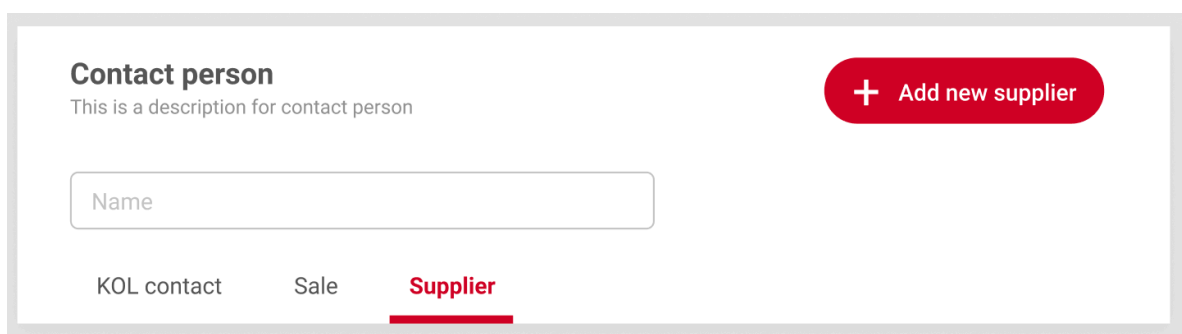 Contact person
This is a description for contact person
Add new supplier
Name
KOL contact Sale Supplier